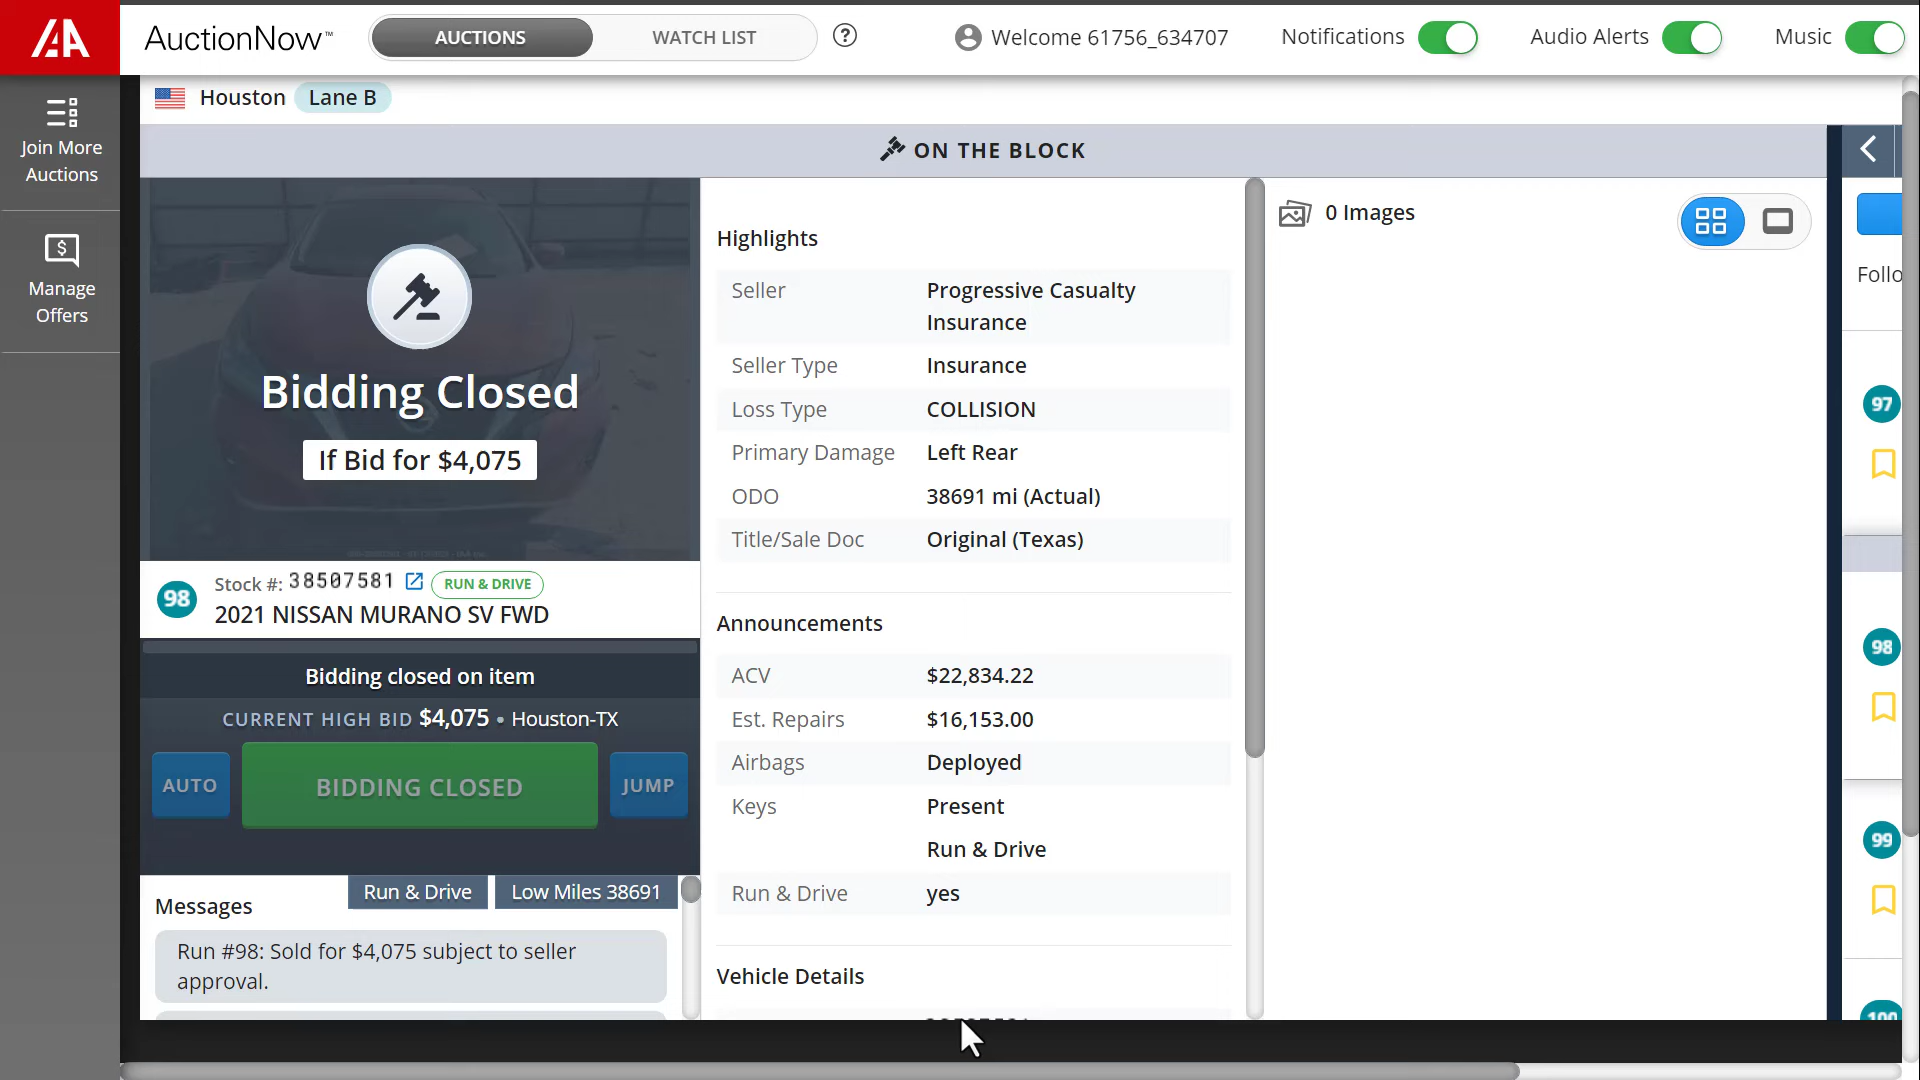 IAA
AuctionNow™
AUCTIONS
WATCH LIST
?
Welcome 61756_634707
Notifications
Audio Alerts
Music
Join More
Auctions
Manage
Offers
Houston
Lane B
ON THE BLOCK
Bidding Closed
If Bid for $4,075
98
Stock #: 38507581
RUN & DRIVE
2021 NISSAN MURANO SV FWD
Bidding closed on item
CURRENT HIGH BID $4,075 • Houston-TX
AUTO
BIDDING CLOSED
JUMP
Messages
Run & Drive
Low Miles 38691
Run #98: Sold for $4,075 subject to seller
approval.
Highlights
Seller Progressive Casualty
Insurance
Seller Type Insurance
Loss Type COLLISION
Primary Damage Left Rear
ODO 38691 mi (Actual)
Title/Sale Doc Original (Texas)
Announcements
ACV $22,834.22
Est. Repairs $16,153.00
Airbags Deployed
Keys Present
Run & Drive
Run & Drive yes
Vehicle Details
0 Images
Follo
97
98
99
100